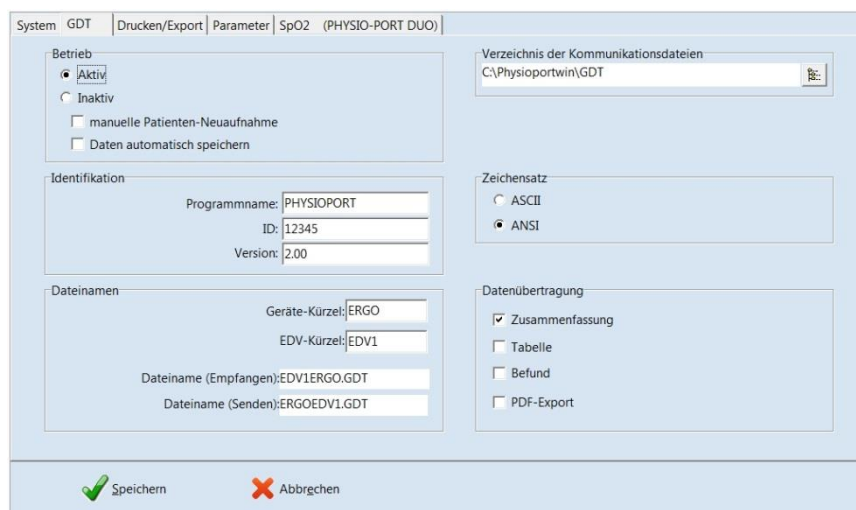 System GDT Drucken/Export Parameter SpO2 (PHYSIO-PORT DUO)
Betrieb
Aktiv
Inaktiv
manuelle Patienten-Neuaufnahme
Daten automatisch speichern
Verzeichnis der Kommunikationsdateien
C:\Physioportwin\GDT
Identifikation
Programmname: PHYSIOPORT
ID: 12345
Version: 2.00
Zeichensatz
ASCII
ANSI
Dateinamen
Geräte-Kürzel: ERGO
EDV-Kürzel: EDV1
Dateiname (Empfangen): EDV1ERGO.GDT
Dateiname (Senden): ERGOEDV1.GDT
Datenübertragung
Zusammenfassung
Tabelle
Befund
PDF-Export
Speichern Abbrechen